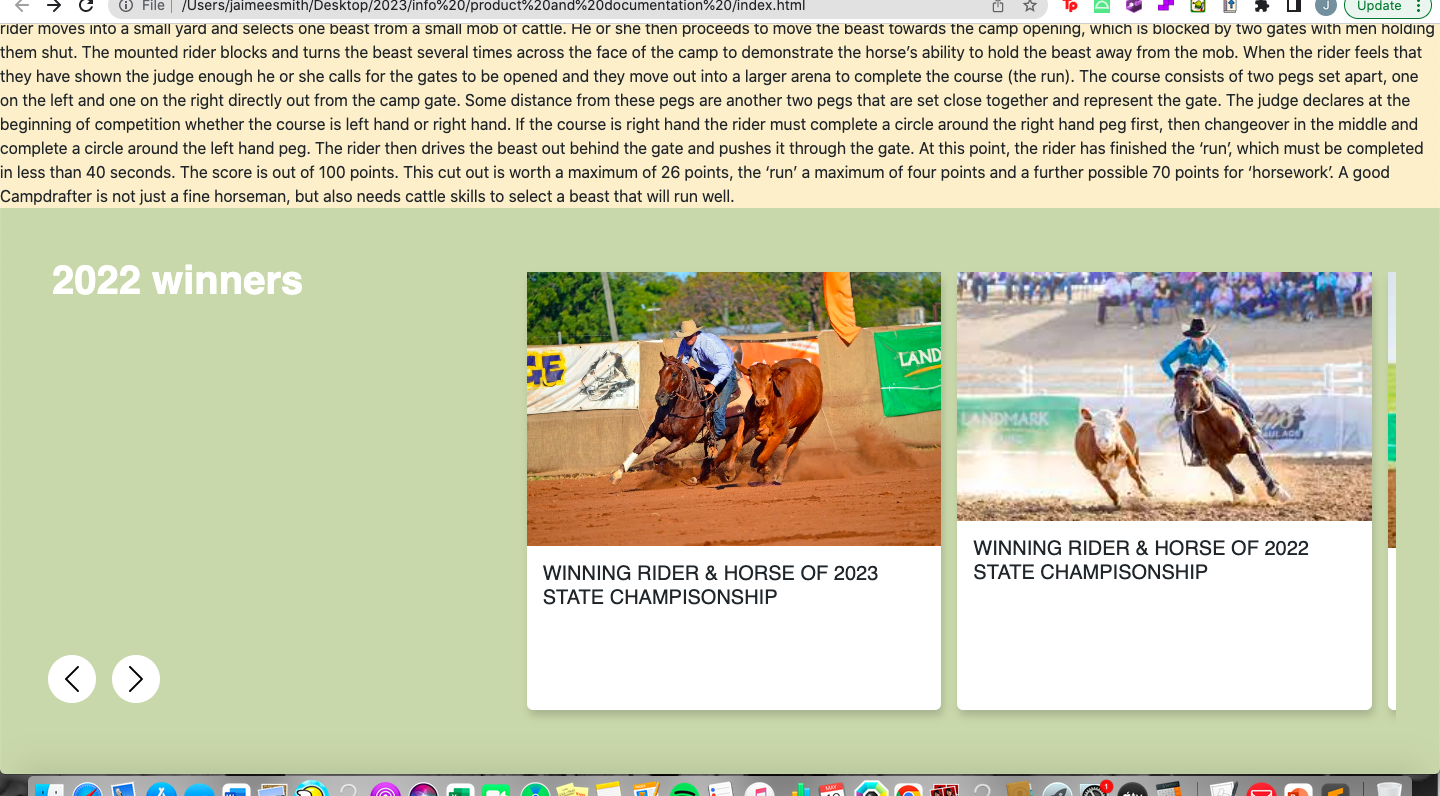 File
/Users/jaimeesmith/Desktop/2023/info%20/product%20and%20documentation%20/index.html
J
Update
rider moves into a small yard and selects one beast from a small mob of cattle. He or she then proceeds to move the beast towards the camp opening, which is blocked by two gates with men holding
them shut. The mounted rider blocks and turns the beast several times across the face of the camp to demonstrate the horse’s ability to hold the beast away from the mob. When the rider feels that
they have shown the judge enough he or she calls for the gates to be opened and they move out into a larger arena to complete the course (the run). The course consists of two pegs set apart, one
on the left and one on the right directly out from the camp gate. Some distance from these pegs are another two pegs that are set close together and represent the gate. The judge declares at the
beginning of competition whether the course is left hand or right hand. If the course is right hand the rider must complete a circle around the right hand peg first, then changeover in the middle and
complete a circle around the left hand peg. The rider then drives the beast out behind the gate and pushes it through the gate. At this point, the rider has finished the ‘run’, which must be completed
in less than 40 seconds. The score is out of 100 points. This cut out is worth a maximum of 26 points, the ‘run’ a maximum of four points and a further possible 70 points for ‘horsework’. A good
Campdrafter is not just a fine horseman, but also needs cattle skills to select a beast that will run well.
2022 winners
GE
LAND
LANDMARK
WINNING RIDER & HORSE OF 2023
STATE CHAMPISONSHIP
WINNING RIDER & HORSE OF 2022
STATE CHAMPISONSHIP